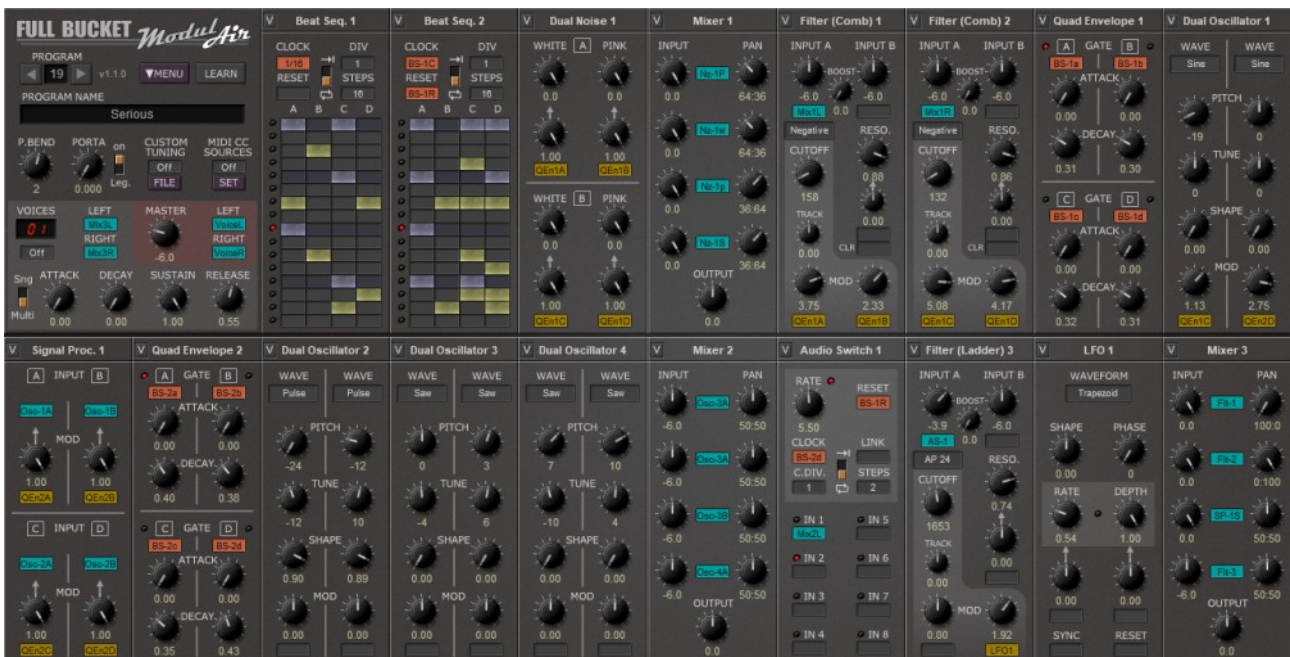 FULL BUCKET ModulAir
PROGRAM
19 v1.1.0 ▼MENU LEARN
PROGRAM NAME
Serious
P.BEND PORTA on CUSTOM TUNING MIDI CC SOURCES
Off Off
2 0.000 Leg. FILE SET
VOICES LEFT MASTER LEFT
01 Mix3L VoiceL
RIGHT RIGHT
Off Mix3R -6.0 VoiceR
Sng ATTACK DECAY SUSTAIN RELEASE
Multi 0.00 0.00 1.00 0.55
V Beat Seq. 1
CLOCK DIV
1/16 1
RESET STEPS
16
A B C D
V Beat Seq. 2
CLOCK DIV
BS-1C 1
RESET STEPS
BS-1R 16
A B C D
V Dual Noise 1
WHITE A PINK
0.0 0.0
1.00 1.00
QEn1A QEn1B
WHITE B PINK
0.0 0.0
1.00 1.00
QEn1C QEn1D
V Mixer 1
INPUT PAN
Nz-1P
0.0 64:36
Nz-1w
0.0 64:36
Nz-1p
0.0 36:64
Nz-1S
0.0 36:64
OUTPUT
0.0
V Filter (Comb) 1
INPUT A INPUT B
BOOST
-6.0 -6.0
Mix1L 0.0
Negative RESO.
CUTOFF
0.88
158
TRACK
0.00
0.00 CLR
MOD
3.75 2.33
QEn1A QEn1B
V Filter (Comb) 2
INPUT A INPUT B
BOOST
-6.0 -6.0
Mix1R 0.0
Negative RESO.
CUTOFF
0.86
132
TRACK
0.00
0.00 CLR
MOD
5.08 4.17
QEn1C QEn1D
V Quad Envelope 1
A GATE B
BS-1a BS-1b
ATTACK
0.00 0.00
DECAY
0.31 0.30
C GATE D
BS-1c BS-1d
ATTACK
0.00 0.00
DECAY
0.32 0.31
V Dual Oscillator 1
WAVE WAVE
Sine Sine
PITCH
-19 0
TUNE
0 0
SHAPE
0.00 0.00
MOD
1.13 2.75
QEn1C QEn2D
V Signal Proc. 1
A INPUT B
Osc-1A Osc-1B
MOD
1.00 1.00
QEn2A QEn2B
C INPUT D
Osc-2A Osc-2B
MOD
1.00 1.00
QEn2C QEn2D
V Quad Envelope 2
A GATE B
BS-2a BS-2b
ATTACK
0.00 0.00
DECAY
0.40 0.38
C GATE D
BS-2c BS-2d
ATTACK
0.00 0.00
DECAY
0.35 0.43
V Dual Oscillator 2
WAVE WAVE
Pulse Pulse
PITCH
-24 -12
TUNE
-12 10
SHAPE
0.90 0.89
MOD
0.00 0.00
V Dual Oscillator 3
WAVE WAVE
Saw Saw
PITCH
0 3
TUNE
-4 6
SHAPE
0.00 0.00
MOD
0.00 0.00
V Dual Oscillator 4
WAVE WAVE
Saw Saw
PITCH
7 10
TUNE
-10 4
SHAPE
0.00 0.00
MOD
0.00 0.00
V Mixer 2
INPUT PAN
Osc-3A
-6.0 50:50
Osc-3A
-6.0 50:50
Osc-3B
-6.0 50:50
Osc-4A
-6.0 50:50
OUTPUT
0.0
V Audio Switch 1
RATE RESET
BS-1R
5.50
CLOCK LINK
BS-2d
C.DIV. STEPS
1 2
IN 1 IN 5
Mix2L
IN 2 IN 6
IN 3 IN 7
IN 4 IN 8
V Filter (Ladder) 3
INPUT A INPUT B
BOOST
-3.9 -6.0
AS-1 0.0
AP 24 RESO.
CUTOFF
0.74
1653
TRACK
0.00
0.00
MOD
0.00 1.92
LFO1
V LFO 1
WAVEFORM
Trapezoid
SHAPE PHASE
0.00 0
RATE DEPTH
0.54 1.00
0.00 0.00
SYNC RESET
V Mixer 3
INPUT PAN
Flt-1
0.0 100:0
Flt-2
0.0 0:100
SP-1S
0.0 50:50
Flt-3
-6.0 50:50
OUTPUT
0.0